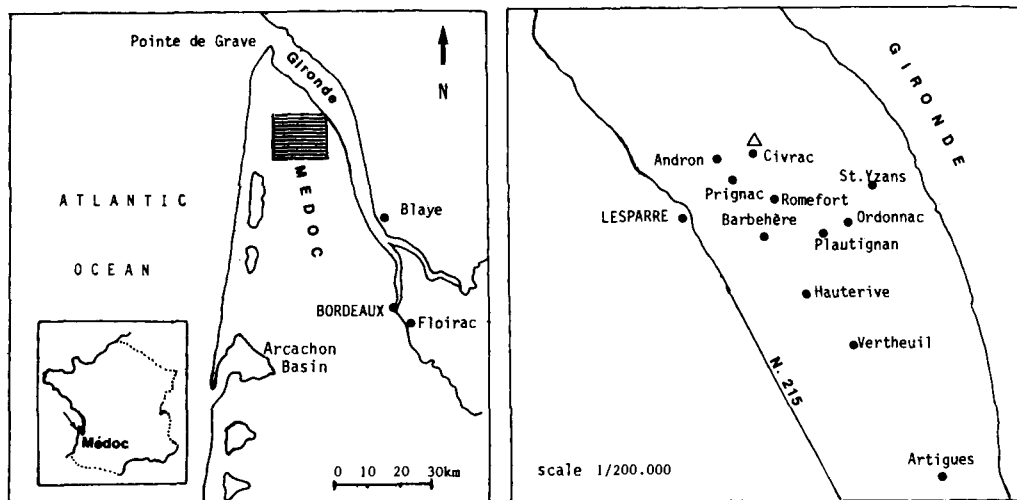 Pointe de Grave
Gironde
N
MEDOC
ATLANTIC
OCEAN
Blaye
BORDEAUX
Floirac
Arcachon
Basin
Médoc
0 10 20 30km
GIRONDE
Andron
Civrac
Prignac
St.Yzans
Romefort
LESPARRE
Barbehère
Ordonnac
Plautignan
Hauterive
Vertheuil
N. 215
scale 1/200.000
Artigues